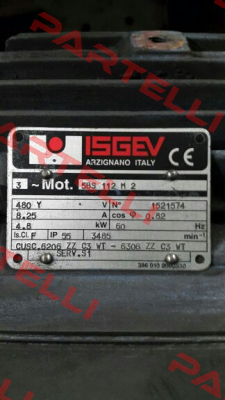 PARTELLI
ISGEV
ARZIGNANO ITALY
CE
3 ~ Mot. 56S 112 M 2
480 Y V N° 1521574
8.25 A cos φ 0.82
4.8 kW 60 Hz
Is.Cl. F IP 55 3485 min⁻¹
CUSC.6206 ZZ C3 WT - 6306 ZZ C3 WT
SERV.S1
PARTELLI